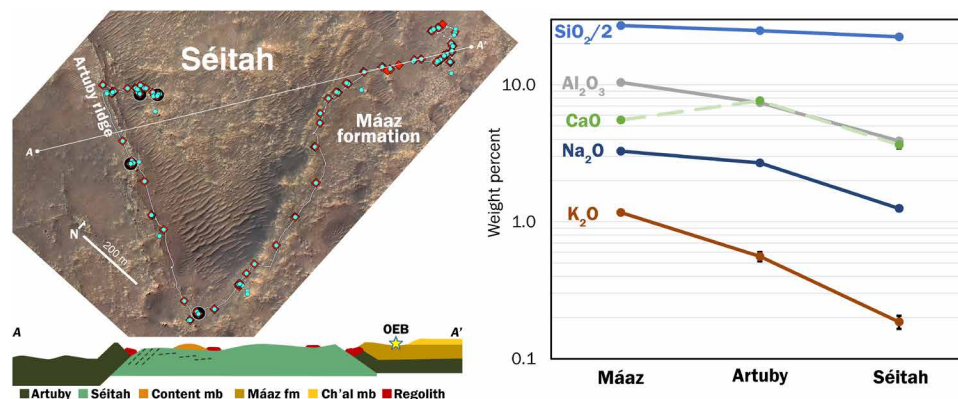 Séitah
Artuby ridge
Máaz
formation
A
A'
N
200 m
A
A'
OEB
Artuby
Séitah
Content mb
Máaz fm
Ch'al mb
Regolith
Weight percent
10.0
1.0
0.1
SiO₂/2
Al₂O₃
CaO
Na₂O
K₂O
Máaz
Artuby
Séitah